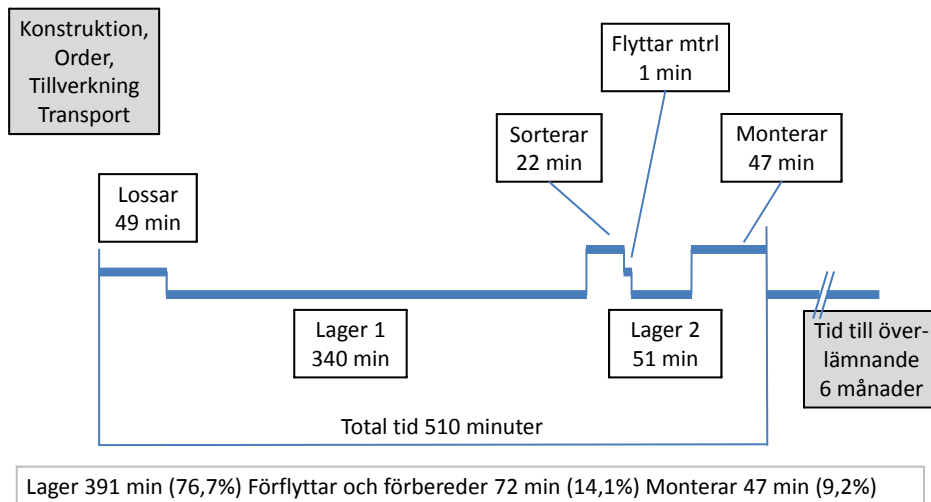 Konstruktion,
Order,
Tillverkning
Transport
Flyttar mtrl
1 min
Sorterar
22 min
Monterar
47 min
Lossar
49 min
Lager 1
340 min
Lager 2
51 min
Tid till över-
lämnande
6 månader
Total tid 510 minuter
Lager 391 min (76,7%) Förflyttar och förbereder 72 min (14,1%) Monterar 47 min (9,2%)